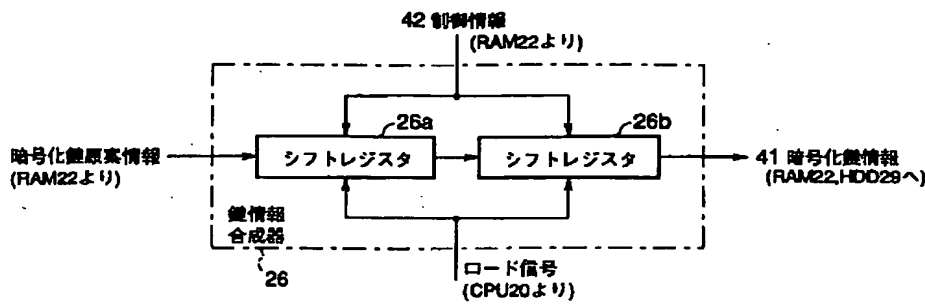 42 制御情報
(RAM22より)
26a
26b
シフトレジスタ
シフトレジスタ
暗号化鍵原案情報
(RAM22より)
41 暗号化鍵情報
(RAM22,HDD29へ)
鍵情報
合成器
26
ロード信号
(CPU20より)